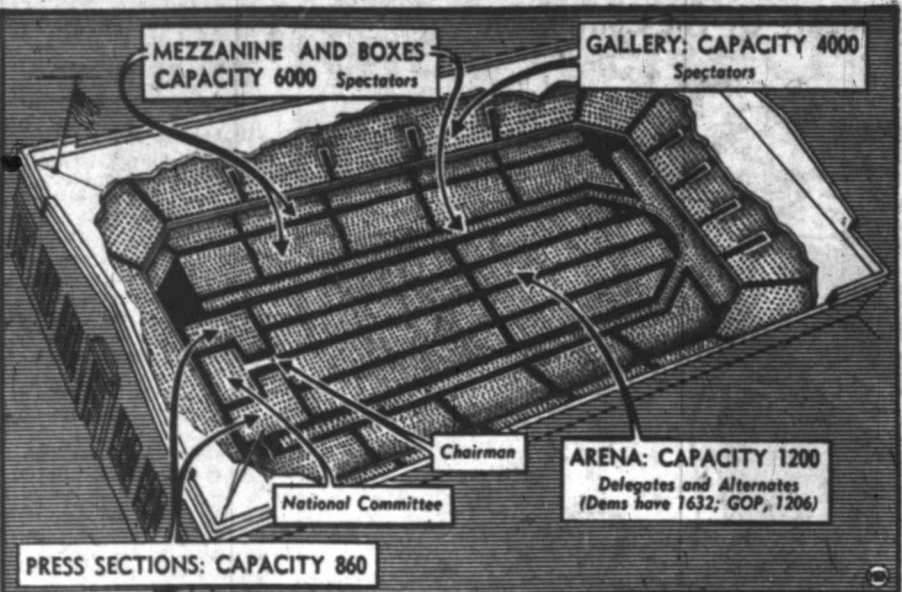 MEZZANINE AND BOXES
CAPACITY 6000 Spectators
GALLERY: CAPACITY 4000
Spectators
Chairman
National Committee
ARENA: CAPACITY 1200
Delegates and Alternates
(Dems have 1632; GOP, 1206)
PRESS SECTIONS: CAPACITY 860